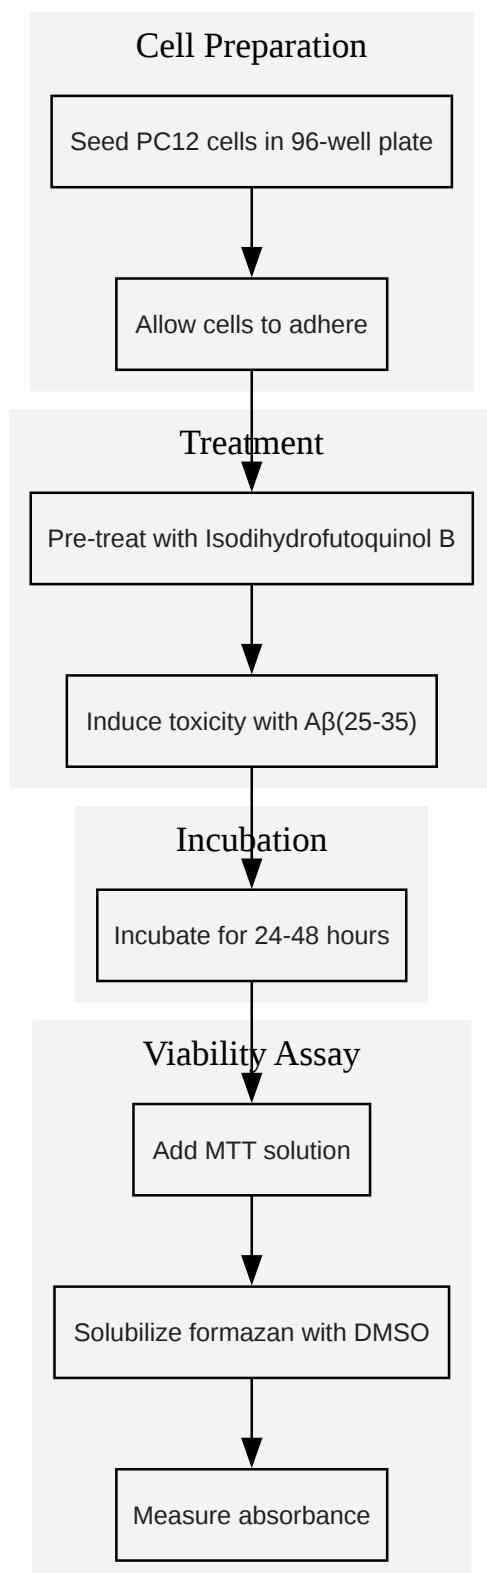 Cell Preparation
Seed PC12 cells in 96-well plate
Allow cells to adhere
Treatment
Pre-treat with Isodihydrofutoquinol B
Induce toxicity with Aβ(25-35)
Incubation
Incubate for 24-48 hours
Viability Assay
Add MTT solution
Solubilize formazan with DMSO
Measure absorbance